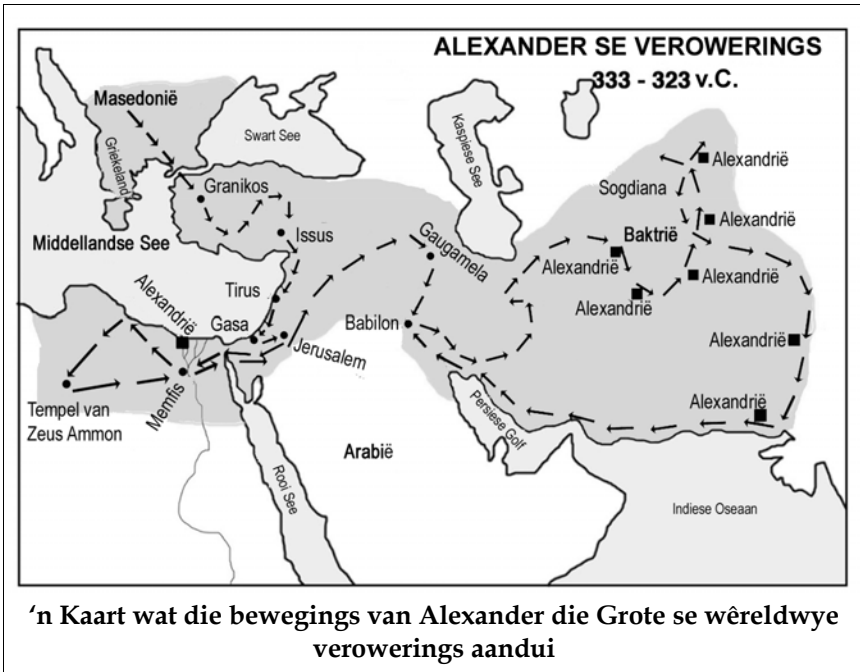 ALEXANDER SE VEROWERINGS
333 - 323 v.C.
Masedonië
Griekeland
Swart See
Kaspiese See
Granikos
Issus
Middellandse See
Sogdiana
Alexandrië
Alexandrië
Baktrië
Alexandrië
Alexandrië
Alexandrië
Gaugamela
Tirus
Alexandrië
Gasa
Jerusalem
Babilon
Alexandrië
Alexandrië
Tempel van
Zeus Ammon
Memfis
Persiese Golf
Arabië
Rooi See
Indiese Oseaan
‘n Kaart wat die bewegings van Alexander die Grote se wêreldwye
verowerings aandui